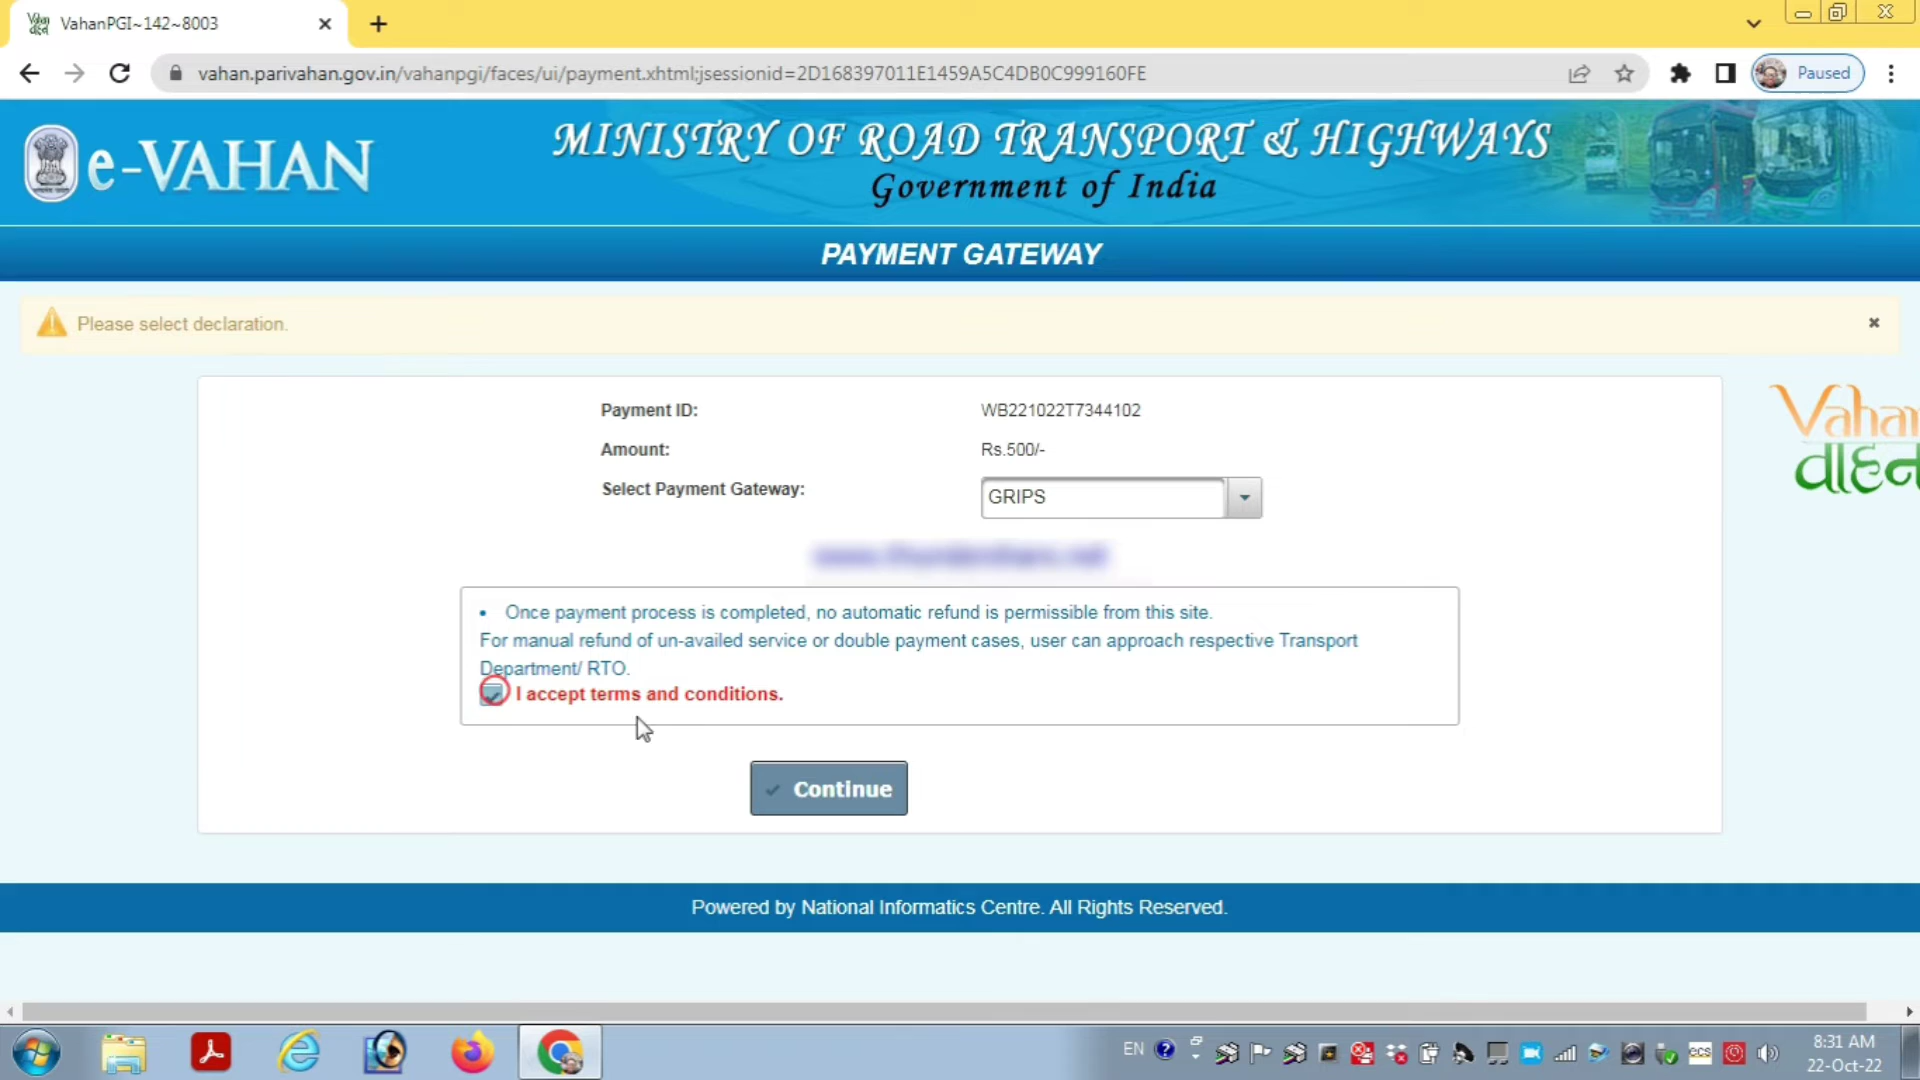 VahanPGI~142~8003
vahan.parivahan.gov.in/vahanpgi/faces/ui/payment.xhtml;jsessionid=2D168397011E1459A5C4DB0C999160FE
Paused
e-VAHAN
MINISTRY OF ROAD TRANSPORT & HIGHWAYS
Government of India
PAYMENT GATEWAY
Please select declaration.
Payment ID: WB221022T7344102
Amount: Rs.500/-
Select Payment Gateway: GRIPS
• Once payment process is completed, no automatic refund is permissible from this site.
For manual refund of un-availed service or double payment cases, user can approach respective Transport
Department/ RTO.
I accept terms and conditions.
Continue
Powered by National Informatics Centre. All Rights Reserved.
EN
8:31 AM
22-Oct-22